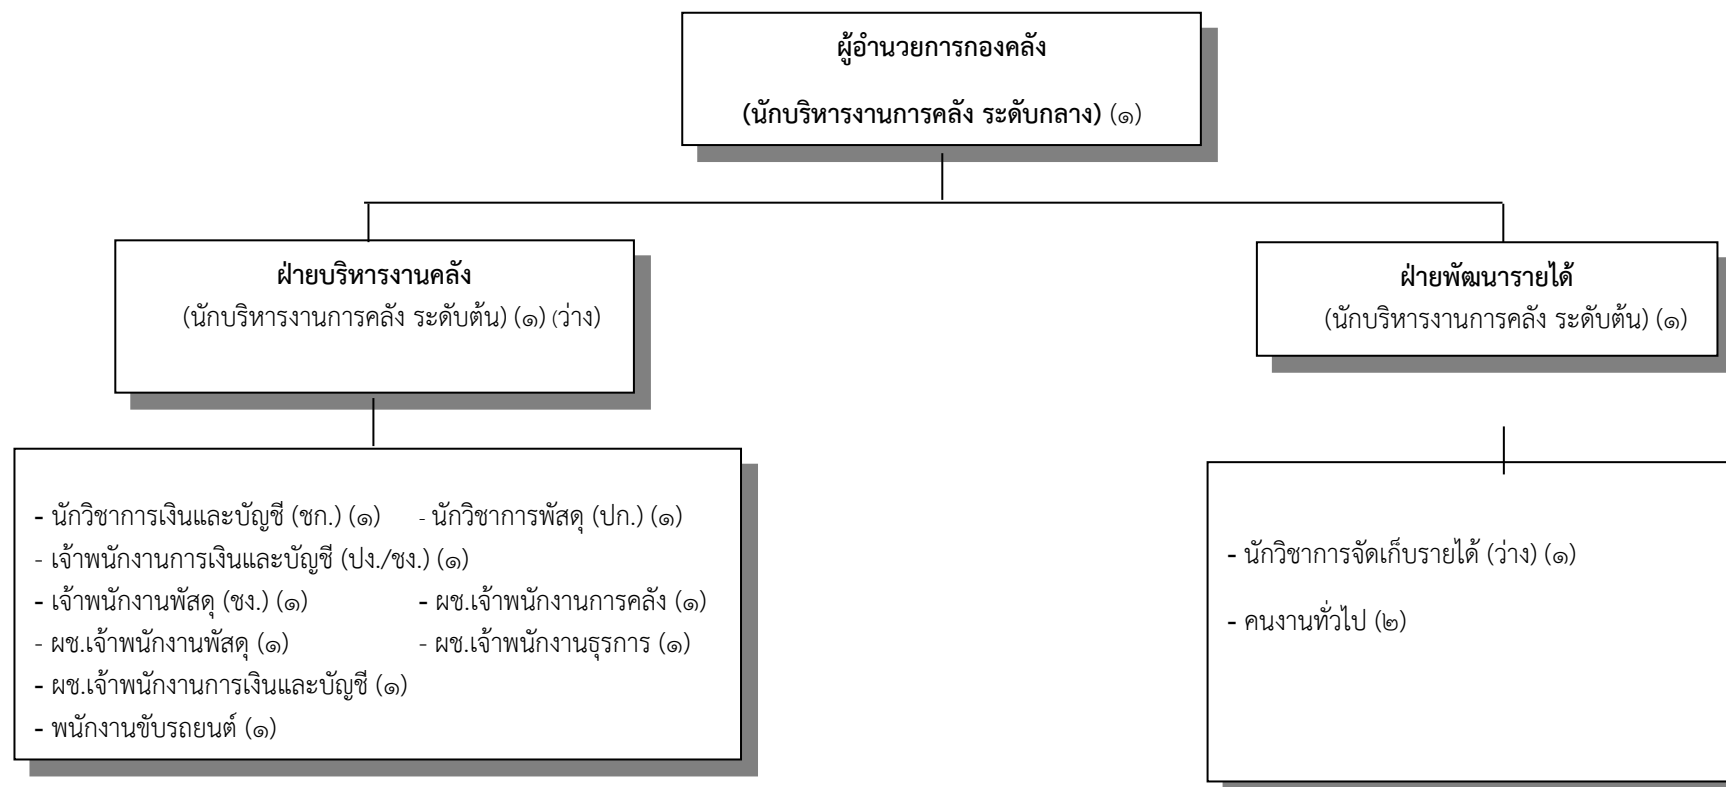 ผู้อำนวยการกองคลัง
(นักบริหารงานการคลัง ระดับกลาง) (๑)
ฝ่ายบริหารงานคลัง
(นักบริหารงานการคลัง ระดับต้น) (๑) (ว่าง)
ฝ่ายพัฒนารายได้
(นักบริหารงานการคลัง ระดับต้น) (๑)
- นักวิชาการเงินและบัญชี (ชก.) (๑) - นักวิชาการพัสดุ (ปก.) (๑)
- เจ้าพนักงานการเงินและบัญชี (ปง./ชง.) (๑)
- เจ้าพนักงานพัสดุ (ชง.) (๑) - ผช.เจ้าพนักงานการคลัง (๑)
- ผช.เจ้าพนักงานพัสดุ (๑) - ผช.เจ้าพนักงานธุรการ (๑)
- ผช.เจ้าพนักงานการเงินและบัญชี (๑)
- พนักงานขับรถยนต์ (๑)
- นักวิชาการจัดเก็บรายได้ (ว่าง) (๑)
- คนงานทั่วไป (๒)